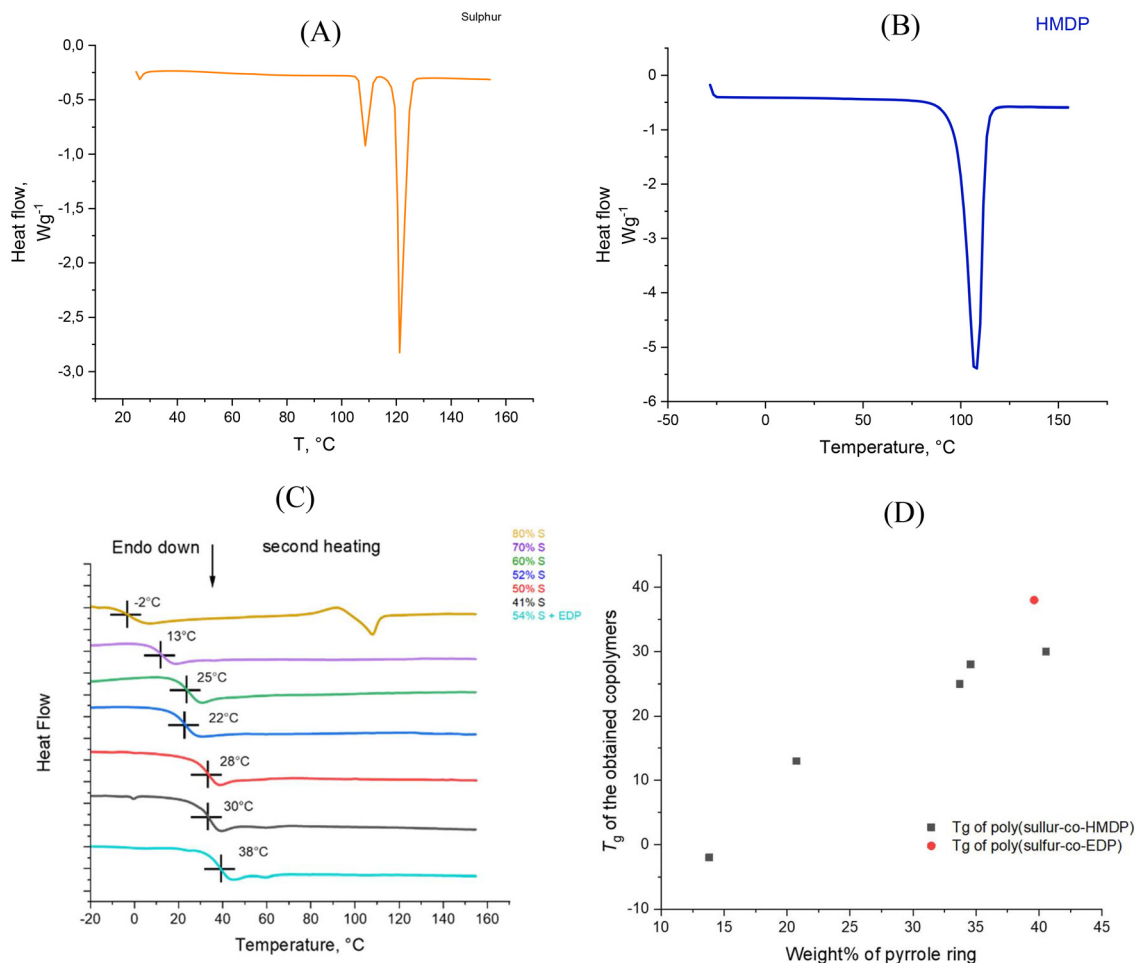 (A)
Sulphur
0,0
-0,5
-1,0
-1,5
-2,0
-2,5
-3,0
Heat flow,
Wg⁻¹
20 40 60 80 100 120 140 160
T, °C
(B)
HMDP
0
-1
-2
-3
-4
-5
-6
Heat flow
Wg⁻¹
-50 0 50 100 150
Temperature, °C
(C)
Endo down
second heating
80% S
70% S
60% S
52% S
50% S
41% S
54% S + EDP
-2°C
13°C
25°C
22°C
28°C
30°C
38°C
Heat Flow
-20 0 20 40 60 80 100 120 140 160
Temperature, °C
(D)
40
30
20
10
0
-10
Tg of the obtained copolymers
Tg of poly(sullur-co-HMDP)
Tg of poly(sulfur-co-EDP)
10 15 20 25 30 35 40 45
Weight% of pyrrole ring